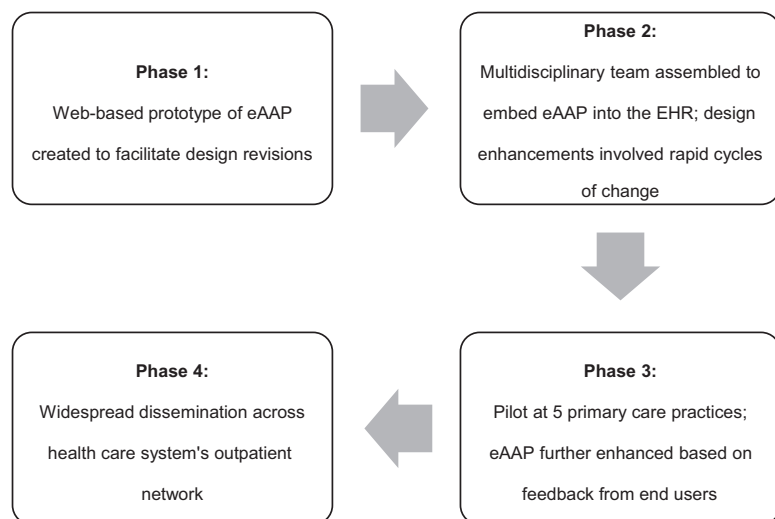 Phase 1:
Web-based prototype of eAAP
created to facilitate design revisions
Phase 2:
Multidisciplinary team assembled to
embed eAAP into the EHR; design
enhancements involved rapid cycles
of change
Phase 3:
Pilot at 5 primary care practices;
eAAP further enhanced based on
feedback from end users
Phase 4:
Widespread dissemination across
health care system's outpatient
network